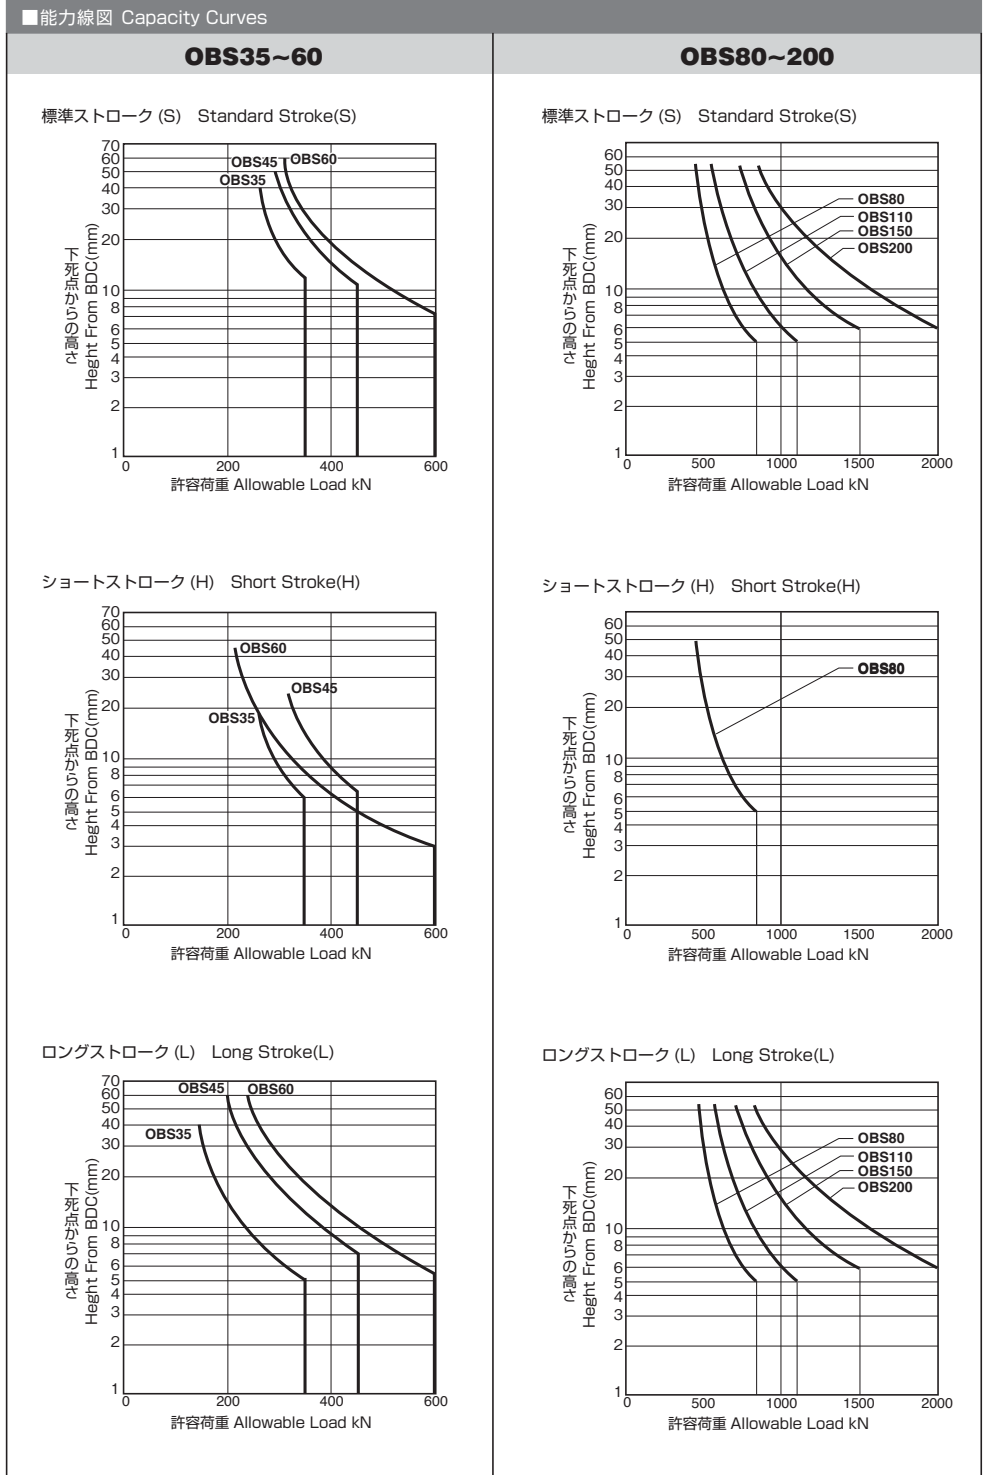 ■能力線図 Capacity Curves
OBS35~60
標準ストローク (S) Standard Stroke(S)
70
60
50
40
30
20
10
8
6
5
4
3
2
1
OBS45
OBS60
OBS35
0 200 400 600
下死点からの高さ
Heght From BDC(mm)
許容荷重 Allowable Load kN
ショートストローク (H) Short Stroke(H)
70
60
50
40
30
20
10
8
6
5
4
3
2
1
OBS60
OBS45
OBS35
0 200 400 600
下死点からの高さ
Heght From BDC(mm)
許容荷重 Allowable Load kN
ロングストローク (L) Long Stroke(L)
70
60
50
40
30
20
10
8
6
5
4
3
2
1
OBS45
OBS60
OBS35
0 200 400 600
下死点からの高さ
Heght From BDC(mm)
許容荷重 Allowable Load kN
OBS80~200
標準ストローク (S) Standard Stroke(S)
60
50
40
30
20
10
8
6
5
4
3
2
1
OBS80
OBS110
OBS150
OBS200
0 500 1000 1500 2000
下死点からの高さ
Heght From BDC(mm)
許容荷重 Allowable Load kN
ショートストローク (H) Short Stroke(H)
60
50
40
30
20
10
8
6
5
4
3
2
1
OBS80
0 500 1000 1500 2000
下死点からの高さ
Heght From BDC(mm)
許容荷重 Allowable Load kN
ロングストローク (L) Long Stroke(L)
60
50
40
30
20
10
8
6
5
4
3
2
1
OBS80
OBS110
OBS150
OBS200
0 500 1000 1500 2000
下死点からの高さ
Heght From BDC(mm)
許容荷重 Allowable Load kN